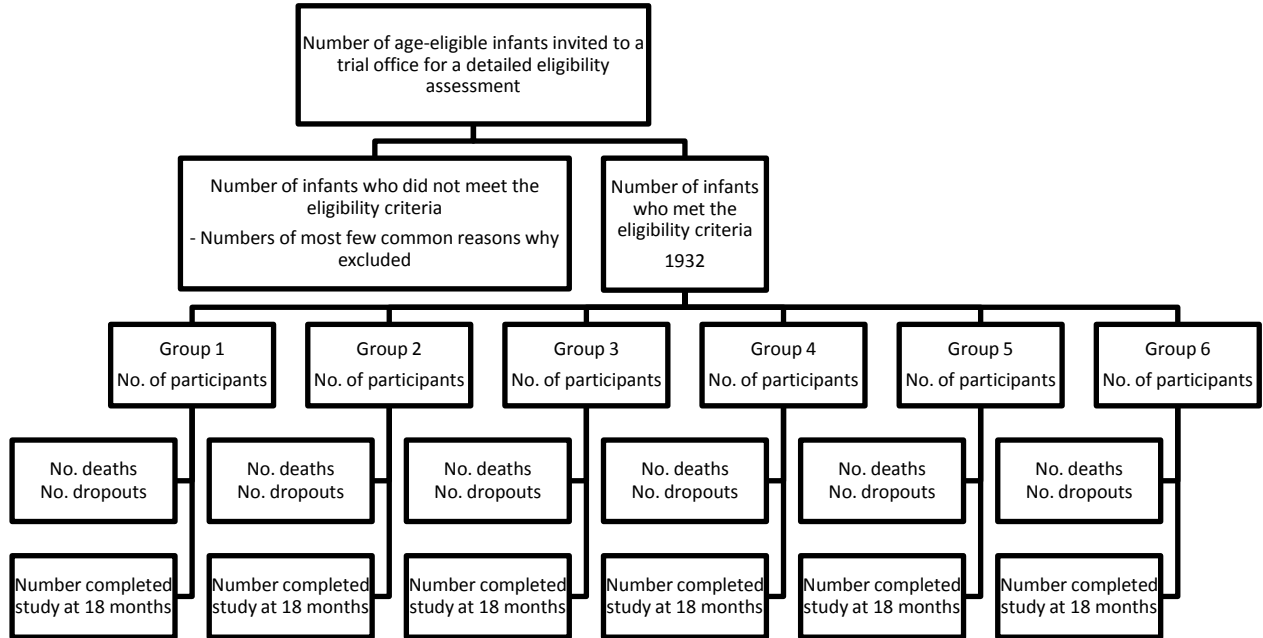 Number of age-eligible infants invited to a
trial office for a detailed eligibility
assessment
Number of infants who did not meet the
eligibility criteria
- Numbers of most few common reasons why
excluded
Number of infants
who met the
eligibility criteria
1932
Group 1
No. of participants
Group 2
No. of participants
Group 3
No. of participants
Group 4
No. of participants
Group 5
No. of participants
Group 6
No. of participants
No. deaths
No. dropouts
No. deaths
No. dropouts
No. deaths
No. dropouts
No. deaths
No. dropouts
No. deaths
No. dropouts
No. deaths
No. dropouts
Number completed
study at 18 months
Number completed
study at 18 months
Number completed
study at 18 months
Number completed
study at 18 months
Number completed
study at 18 months
Number completed
study at 18 months